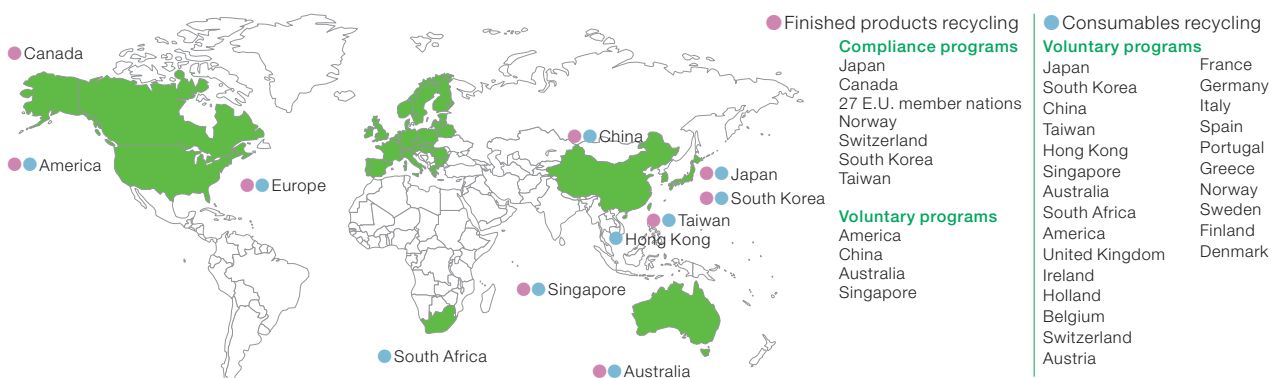 Canada
America
Europe
China
Japan
South Korea
Taiwan
Hong Kong
Singapore
South Africa
Australia
Finished products recycling
Compliance programs
Japan
Canada
27 E.U. member nations
Norway
Switzerland
South Korea
Taiwan
Voluntary programs
America
China
Australia
Singapore
Consumables recycling
Voluntary programs
Japan
South Korea
China
Taiwan
Hong Kong
Singapore
Australia
South Africa
America
United Kingdom
Ireland
Holland
Belgium
Switzerland
Austria
France
Germany
Italy
Spain
Portugal
Greece
Norway
Sweden
Finland
Denmark